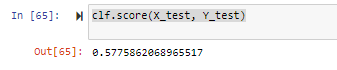 In [65]: clf.score(X_test, Y_test)
Out[65]: 0.5775862068965517